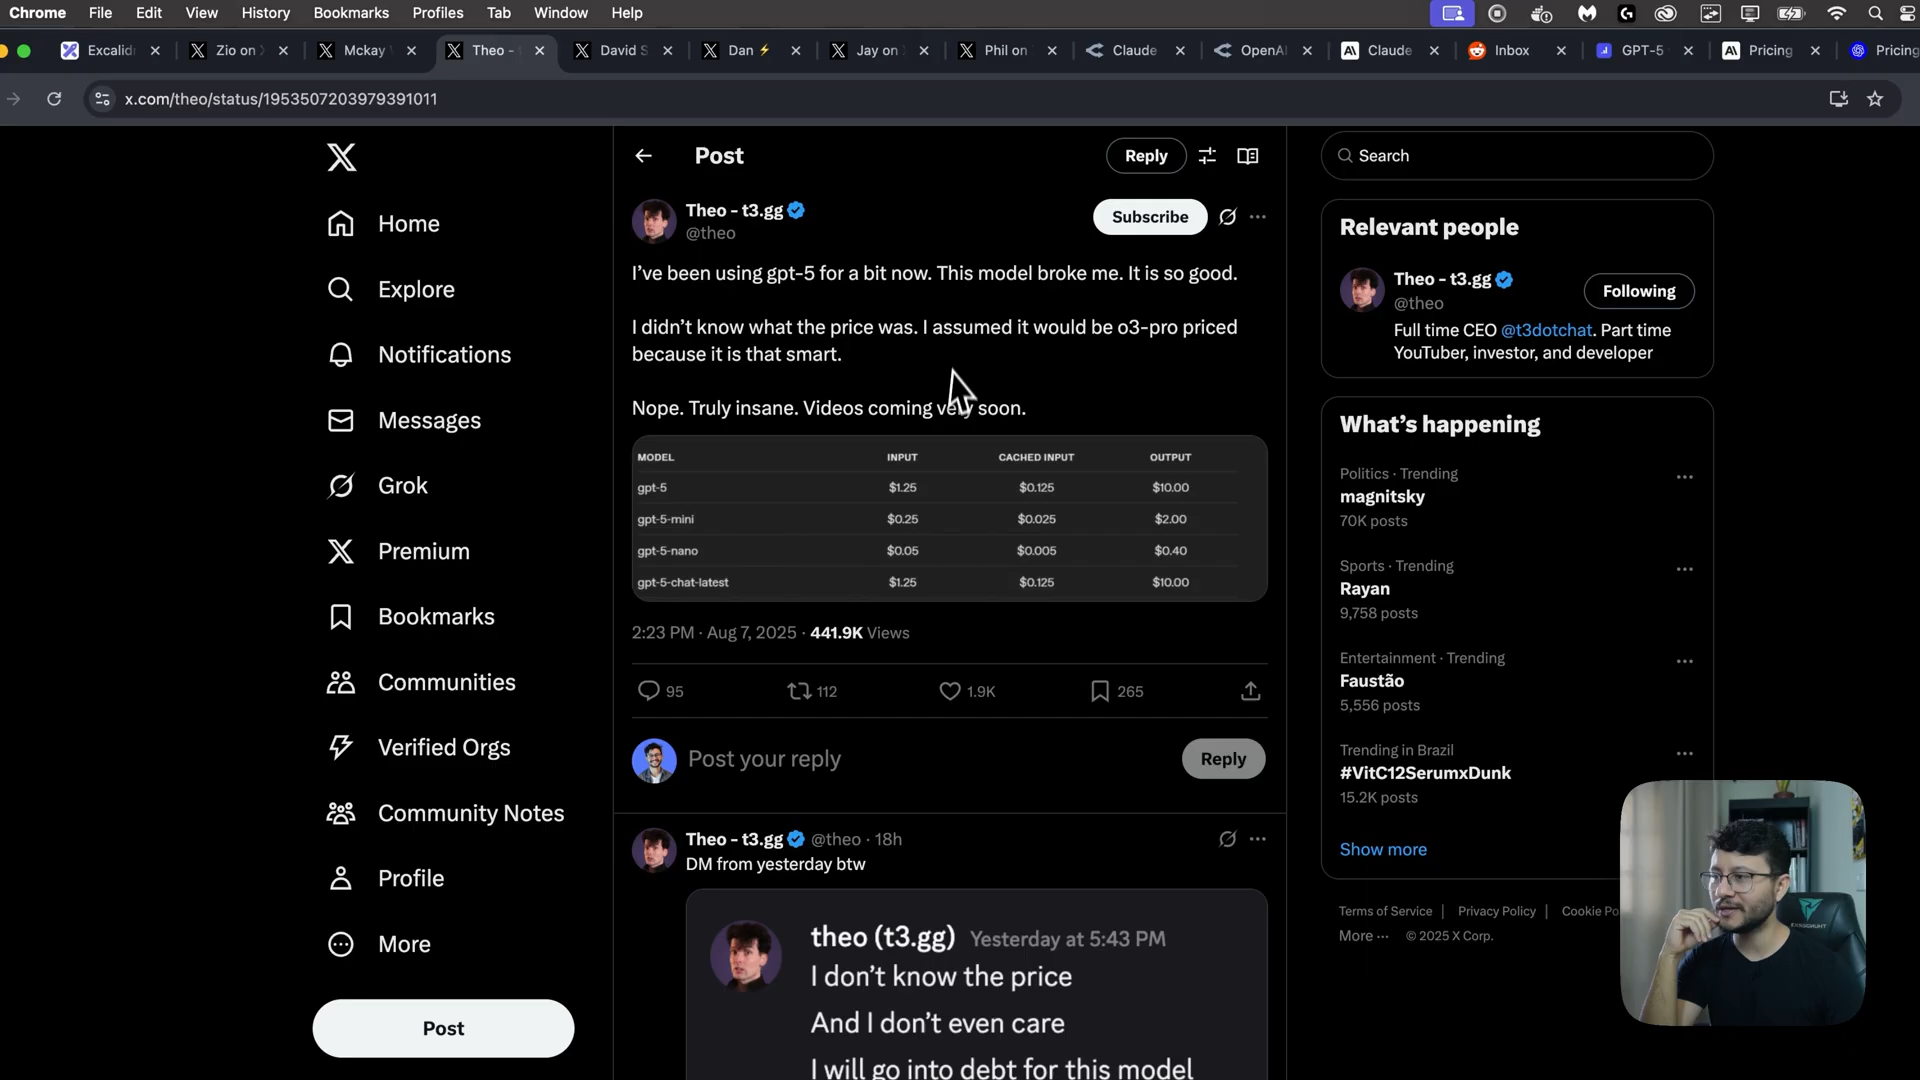 Chrome File Edit View History Bookmarks Profiles Tab Window Help
Excalid Zio on Mckay Theo - David S Dan ⚡ Jay on Phil on Claude OpenAI Claude Inbox GPT-5 Pricing Pricing
x.com/theo/status/1953507203979391011
Home
Explore
Notifications
Messages
Grok
Premium
Bookmarks
Communities
Verified Orgs
Community Notes
Profile
More
Post
Post
Reply
Theo - t3.gg
@theo
Subscribe
I’ve been using gpt-5 for a bit now. This model broke me. It is so good.
I didn’t know what the price was. I assumed it would be o3-pro priced
because it is that smart.
Nope. Truly insane. Videos coming very soon.
MODEL INPUT CACHED INPUT OUTPUT
gpt-5 $1.25 $0.125 $10.00
gpt-5-mini $0.25 $0.025 $2.00
gpt-5-nano $0.05 $0.005 $0.40
gpt-5-chat-latest $1.25 $0.125 $10.00
2:23 PM · Aug 7, 2025 · 441.9K Views
95 112 1.9K 265
Post your reply
Reply
Theo - t3.gg @theo · 18h
DM from yesterday btw
theo (t3.gg) Yesterday at 5:43 PM
I don’t know the price
And I don’t even care
I will go into debt for this model
Search
Relevant people
Theo - t3.gg
@theo
Following
Full time CEO @t3dotchat. Part time
YouTuber, investor, and developer
What’s happening
Politics · Trending
magnitsky
70K posts
Sports · Trending
Rayan
9,758 posts
Entertainment · Trending
Faustão
5,556 posts
Trending in Brazil
#VitC12SerumxDunk
15.2K posts
Show more
Terms of Service | Privacy Policy | Cookie Po
More ··· © 2025 X Corp.